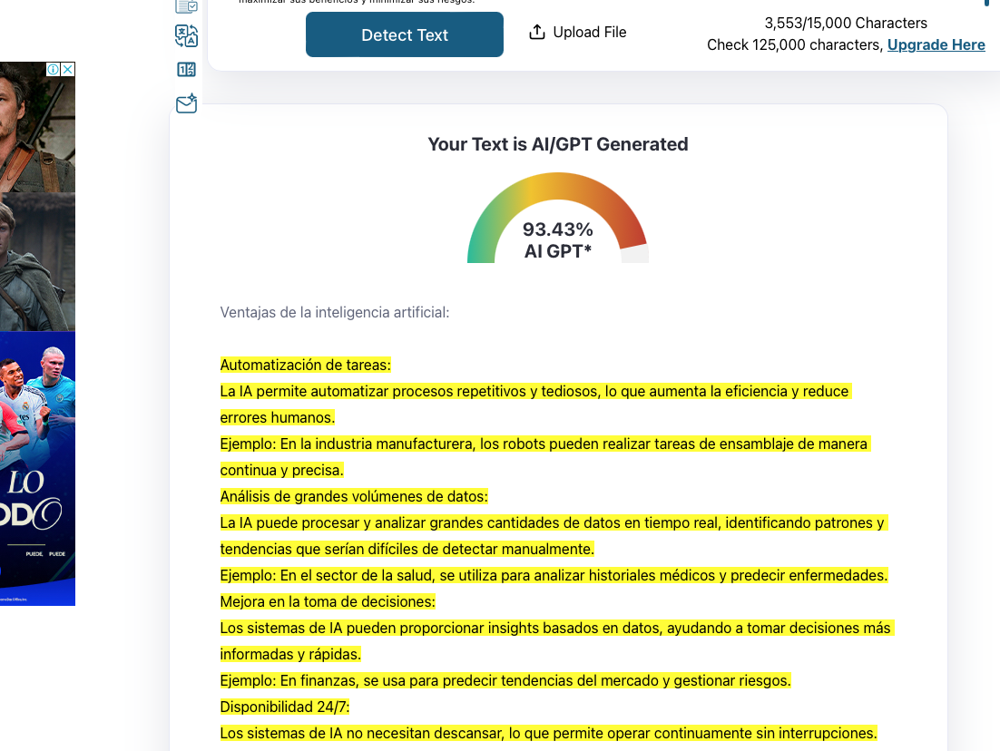 maximizar sus beneficios y minimizar sus riesgos.
Detect Text
Upload File
3,553/15,000 Characters
Check 125,000 characters, Upgrade Here
Your Text is AI/GPT Generated
93.43%
AI GPT*
Ventajas de la inteligencia artificial:
Automatización de tareas:
La IA permite automatizar procesos repetitivos y tediosos, lo que aumenta la eficiencia y reduce
errores humanos.
Ejemplo: En la industria manufacturera, los robots pueden realizar tareas de ensamblaje de manera
continua y precisa.
Análisis de grandes volúmenes de datos:
La IA puede procesar y analizar grandes cantidades de datos en tiempo real, identificando patrones y
tendencias que serían difíciles de detectar manualmente.
Ejemplo: En el sector de la salud, se utiliza para analizar historiales médicos y predecir enfermedades.
Mejora en la toma de decisiones:
Los sistemas de IA pueden proporcionar insights basados en datos, ayudando a tomar decisiones más
informadas y rápidas.
Ejemplo: En finanzas, se usa para predecir tendencias del mercado y gestionar riesgos.
Disponibilidad 24/7:
Los sistemas de IA no necesitan descansar, lo que permite operar continuamente sin interrupciones.
LO
ODO
PUEDE, PUEDE